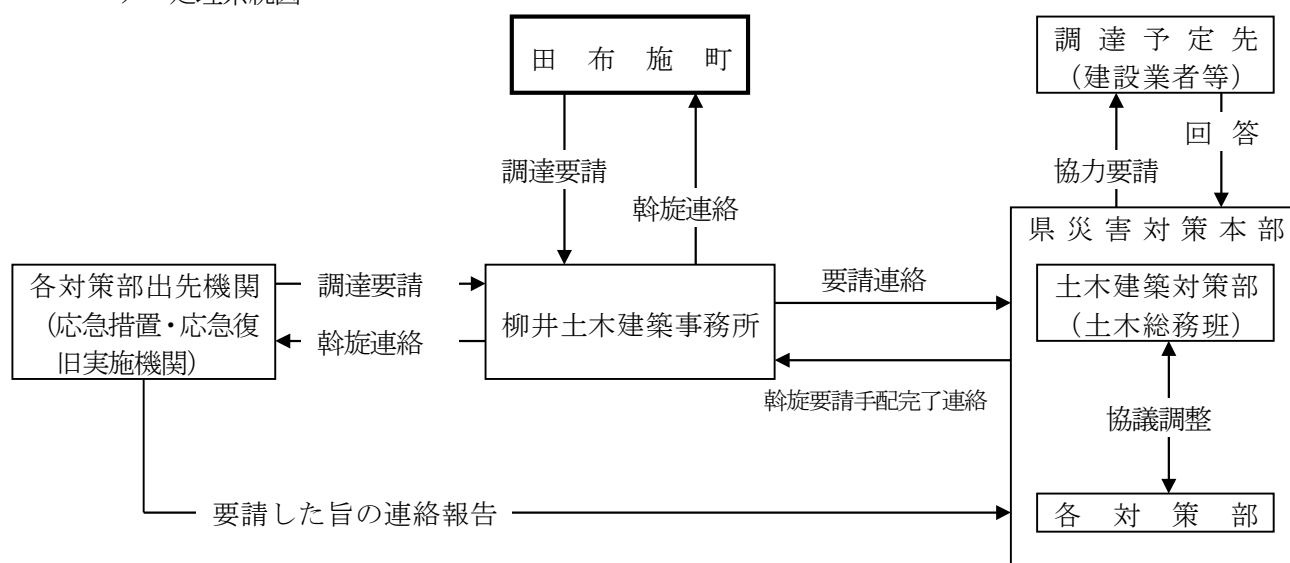 処理系統図
田布施町
調達予定先
(建設業者等)
調達要請
幹旋連絡
協力要請
回答
県災害対策本部
各対策部出先機関
(応急措置・応急復
旧実施機関)
調達要請
幹旋連絡
柳井土木建築事務所
要請連絡
幹旋要請手配完了連絡
土木建築対策部
(土木総務班)
協議調整
各対策部
要請した旨の連絡報告